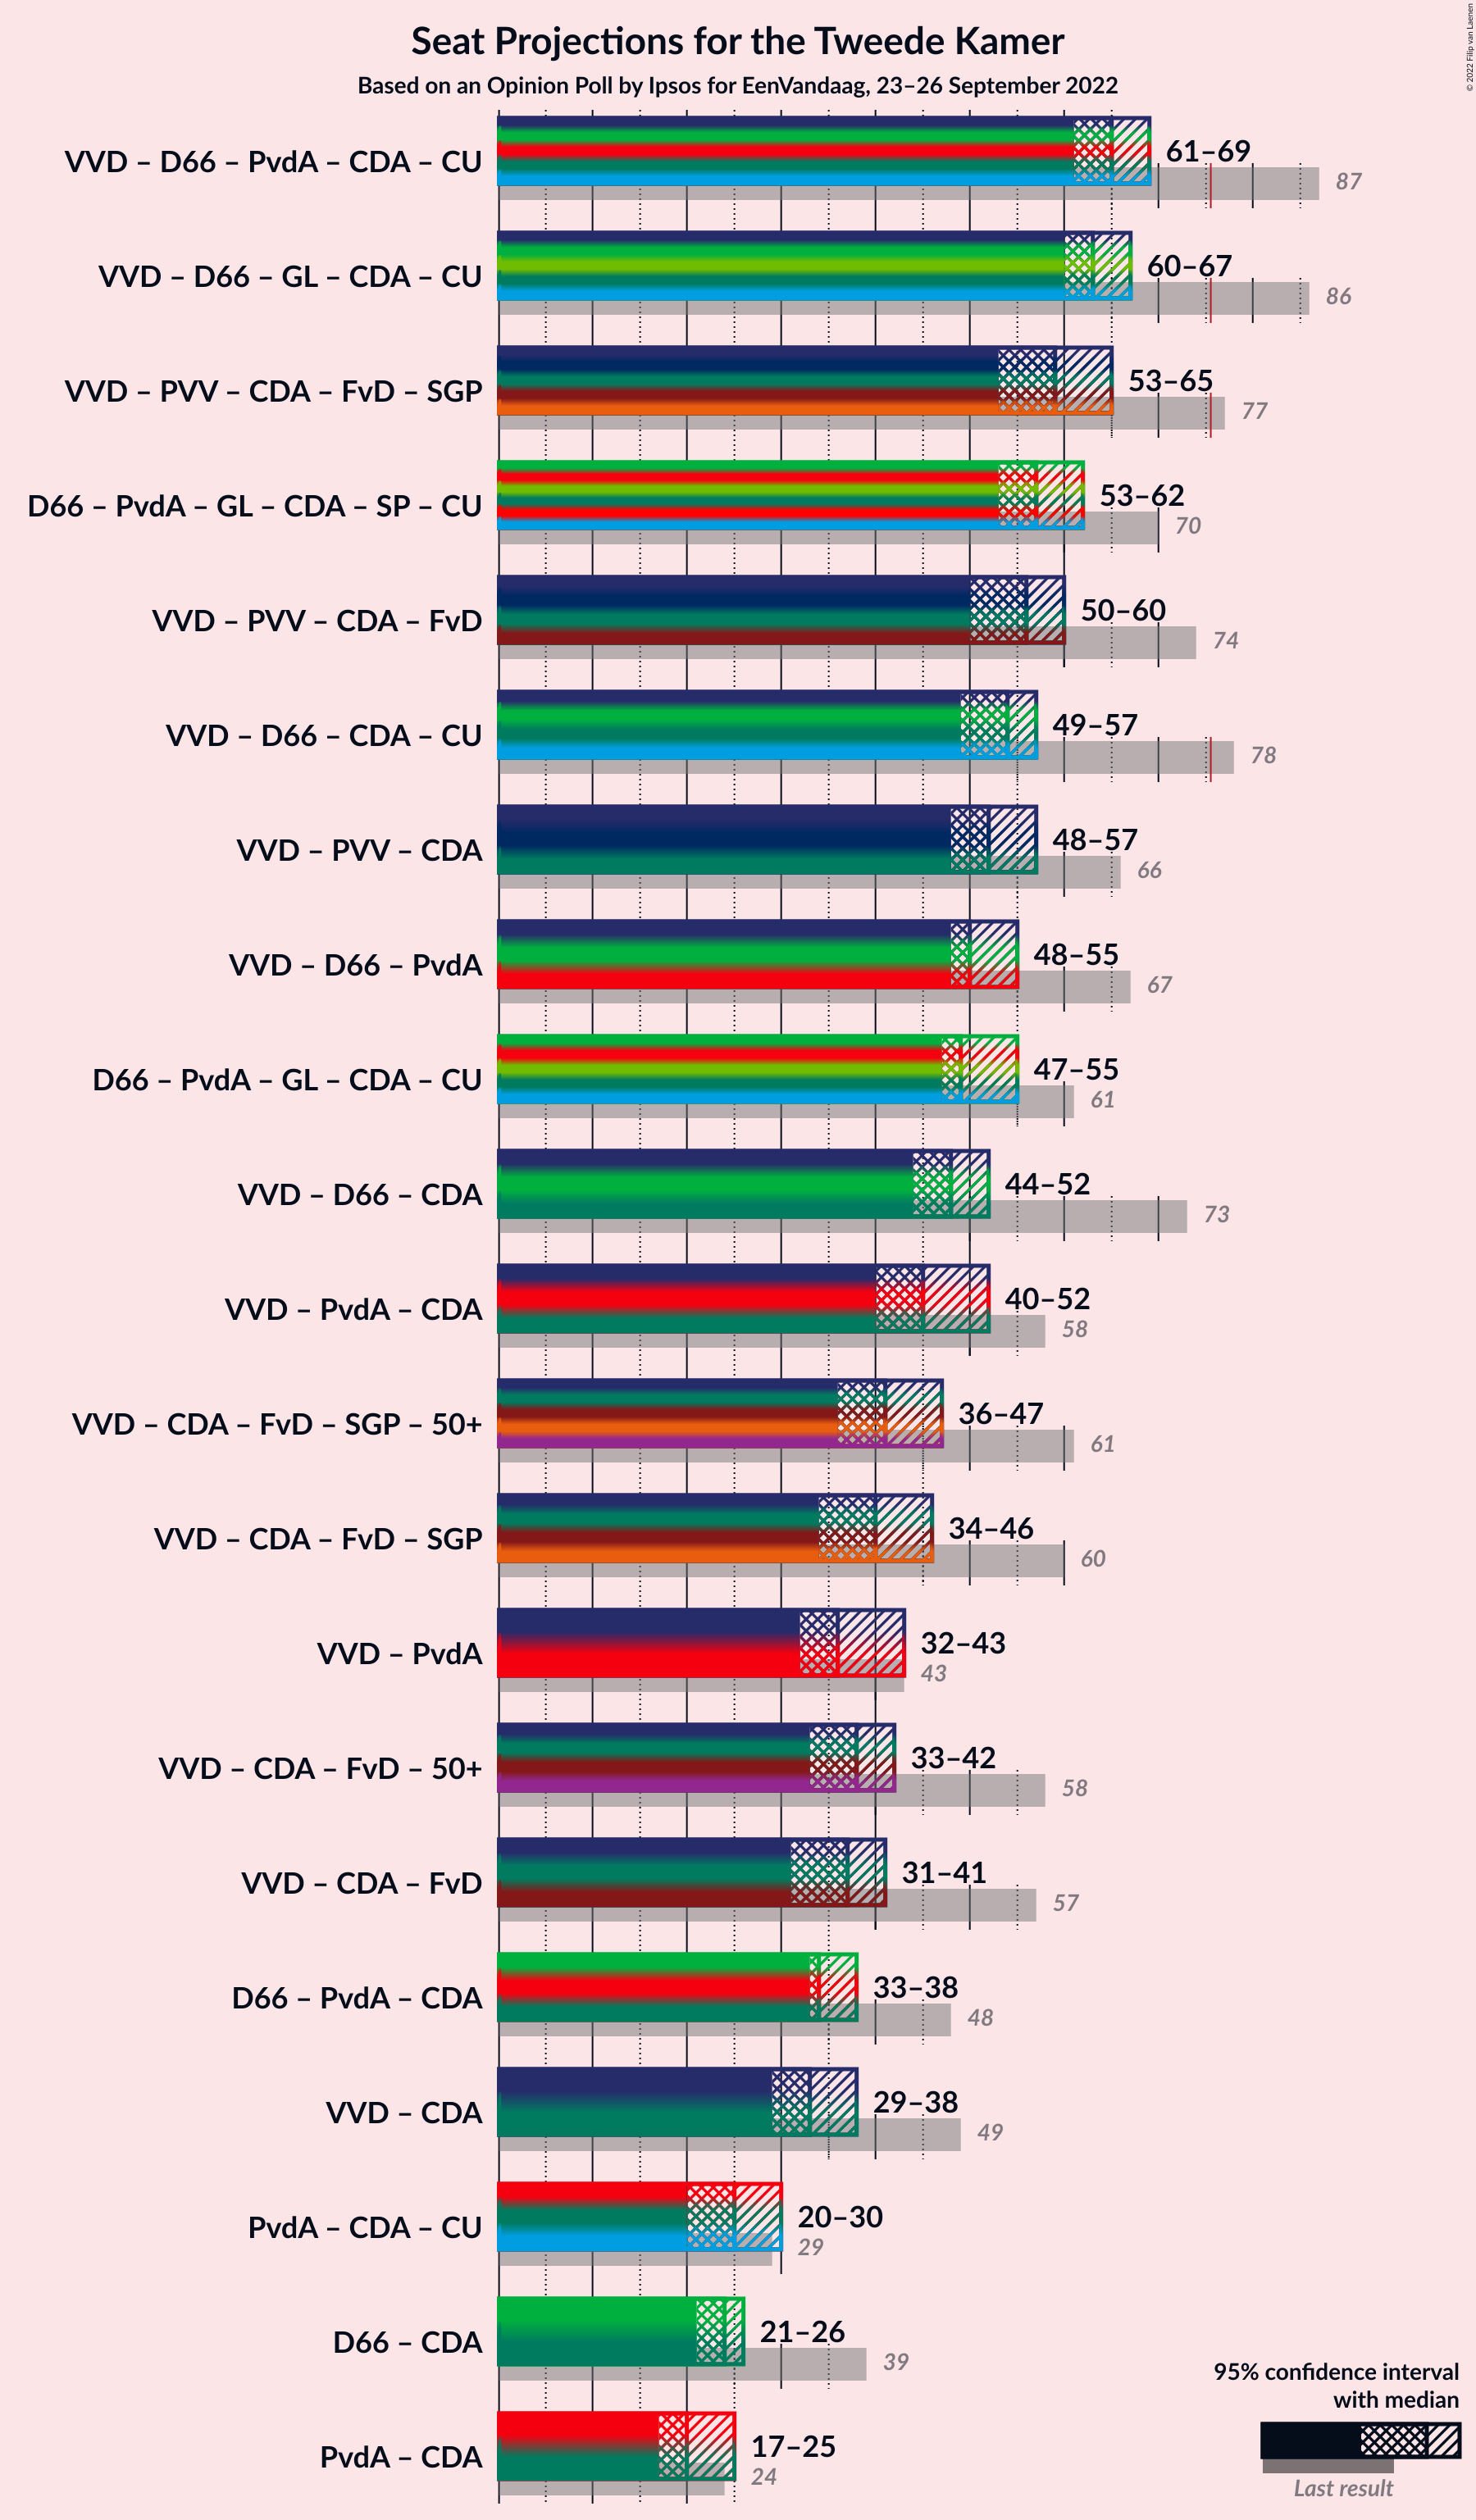 Seat Projections for the Tweede Kamer
Based on an Opinion Poll by Ipsos for EenVandaag, 23–26 September 2022
© 2022 Filip van Laenen
VVD – D66 – PvdA – CDA – CU
61–69
87
VVD – D66 – GL – CDA – CU
60–67
86
VVD – PVV – CDA – FvD – SGP
53–65
77
D66 – PvdA – GL – CDA – SP – CU
53–62
70
VVD – PVV – CDA – FvD
50–60
74
VVD – D66 – CDA – CU
49–57
78
VVD – PVV – CDA
48–57
66
VVD – D66 – PvdA
48–55
67
D66 – PvdA – GL – CDA – CU
47–55
61
VVD – D66 – CDA
44–52
73
VVD – PvdA – CDA
40–52
58
VVD – CDA – FvD – SGP – 50+
36–47
61
VVD – CDA – FvD – SGP
34–46
60
VVD – PvdA
32–43
43
VVD – CDA – FvD – 50+
33–42
58
VVD – CDA – FvD
31–41
57
D66 – PvdA – CDA
33–38
48
VVD – CDA
29–38
49
PvdA – CDA – CU
20–30
29
D66 – CDA
21–26
39
PvdA – CDA
17–25
24
95% confidence interval
with median
Last result